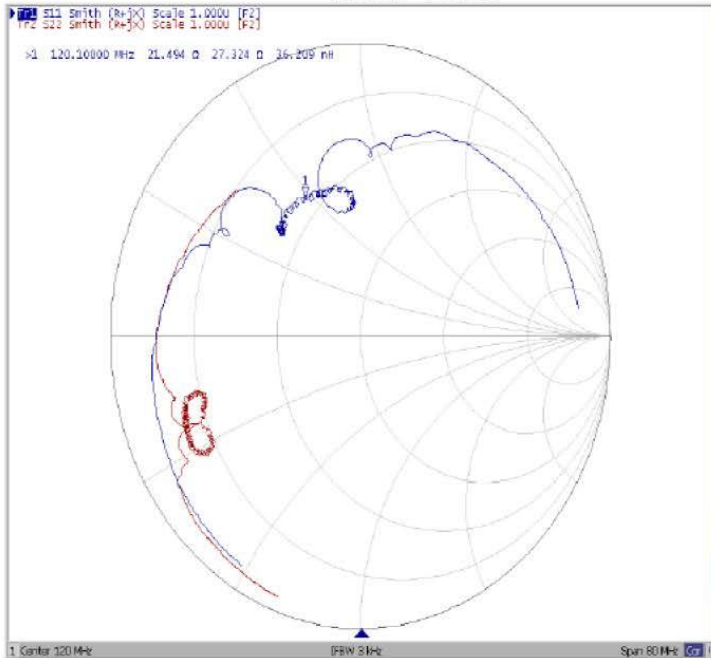 Tr1 S11 Smith (R+jX) Scale 1.000U [F2]
Tr2 S22 Smith (R+jX) Scale 1.000U [F2]
>1 120.10000 MHz 21.494 Ω 27.324 Ω 36.209 nH
1
1 Center 120 MHz IFBW 3 kHz Span 80 MHz Cor